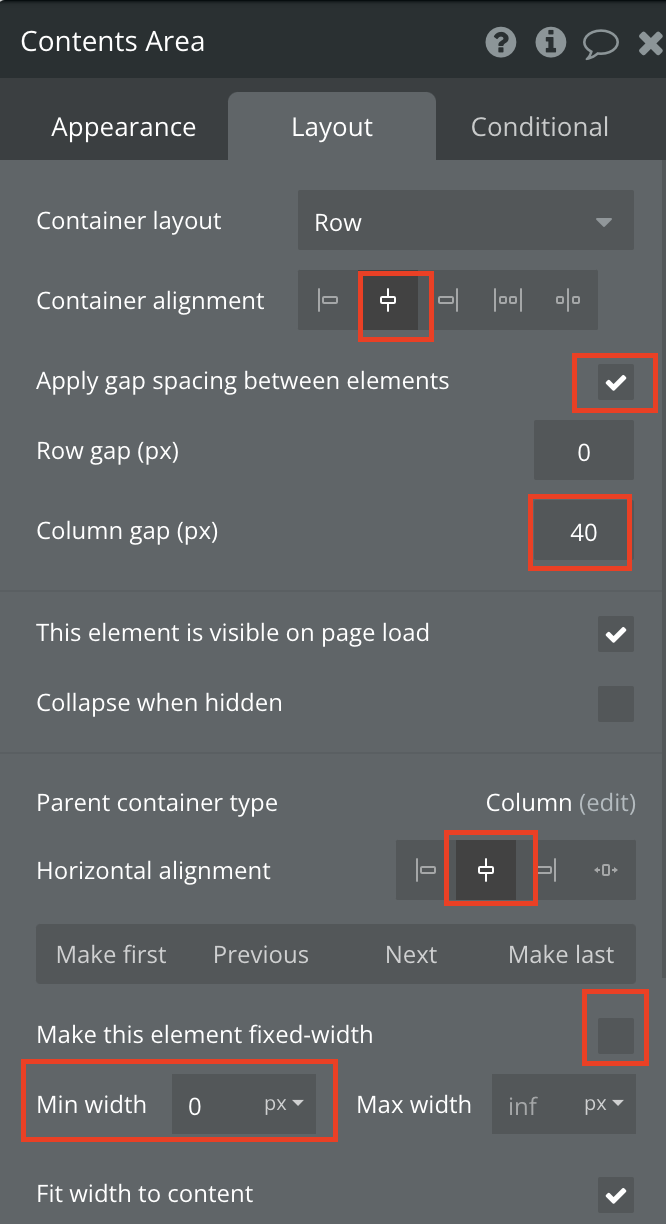 Contents Area
Appearance Layout Conditional
Container layout Row
Container alignment
Apply gap spacing between elements
Row gap (px) 0
Column gap (px) 40
This element is visible on page load
Collapse when hidden
Parent container type Column (edit)
Horizontal alignment
Make first Previous Next Make last
Make this element fixed-width
Min width 0 px Max width inf px
Fit width to content